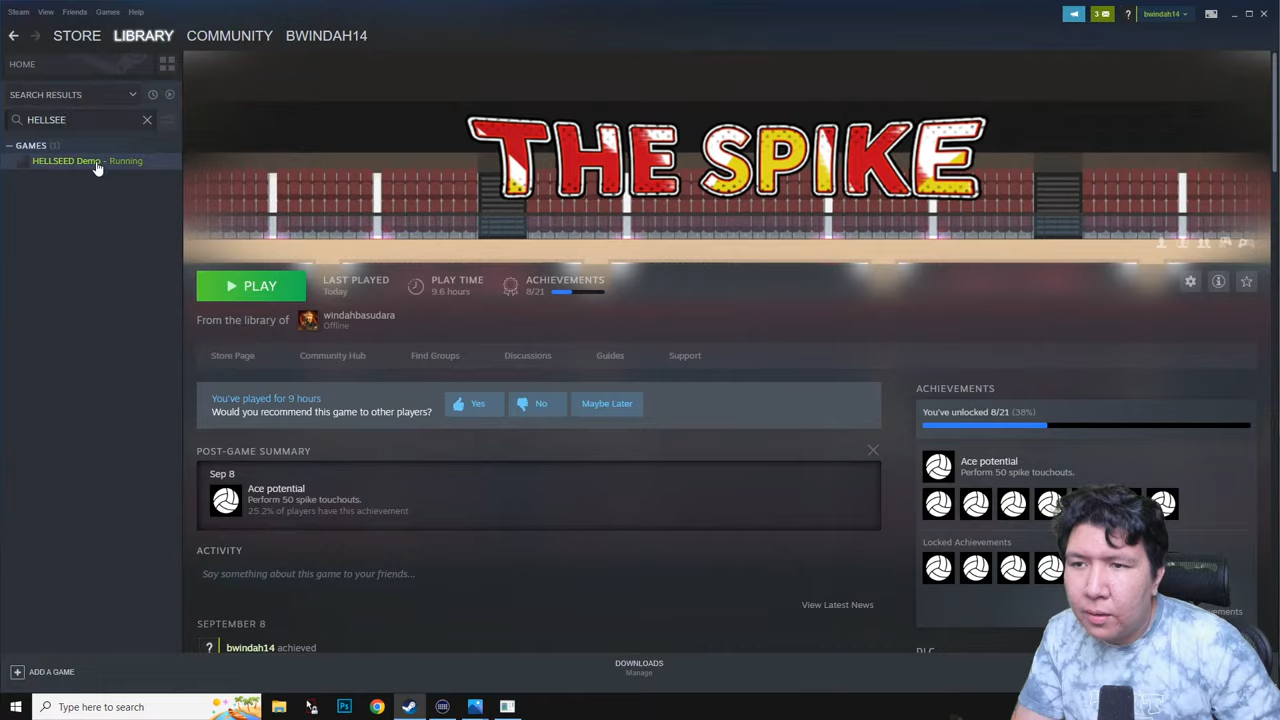 Steam View Friends Games Help
3
?
bwindah14
STORE LIBRARY COMMUNITY BWINDAH14
HOME
SEARCH RESULTS
HELLSEE
GAMES (1)
HELLSEED Demo - Running
THE SPIKE
PLAY
LAST PLAYED
Today
PLAY TIME
9.6 hours
ACHIEVEMENTS
8/21
From the library of
windahbasudara
Offline
Store Page Community Hub Find Groups Discussions Guides Support
You've played for 9 hours
Would you recommend this game to other players?
Yes
No
Maybe Later
POST-GAME SUMMARY
Sep 8
Ace potential
Perform 50 spike touchouts.
25.2% of players have this achievement
ACTIVITY
Say something about this game to your friends...
View Latest News
SEPTEMBER 8
?
bwindah14 achieved
ACHIEVEMENTS
You've unlocked 8/21 (38%)
Ace potential
Perform 50 spike touchouts.
Locked Achievements
DLC
ADD A GAME
DOWNLOADS
Manage
Type here to search
Ps